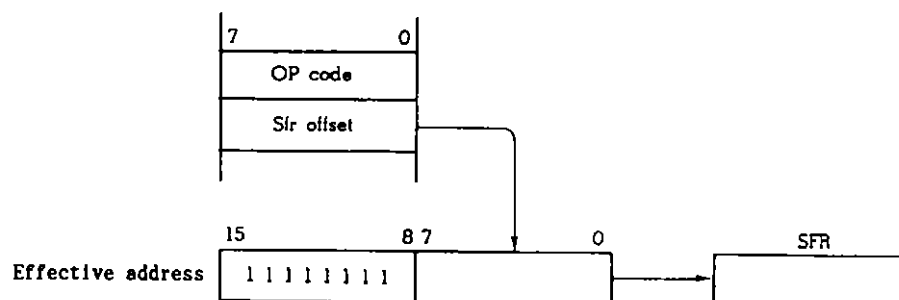 7 0
OP code
Sfr offset
15 8 7 0 SFR
Effective address 1 1 1 1 1 1 1 1